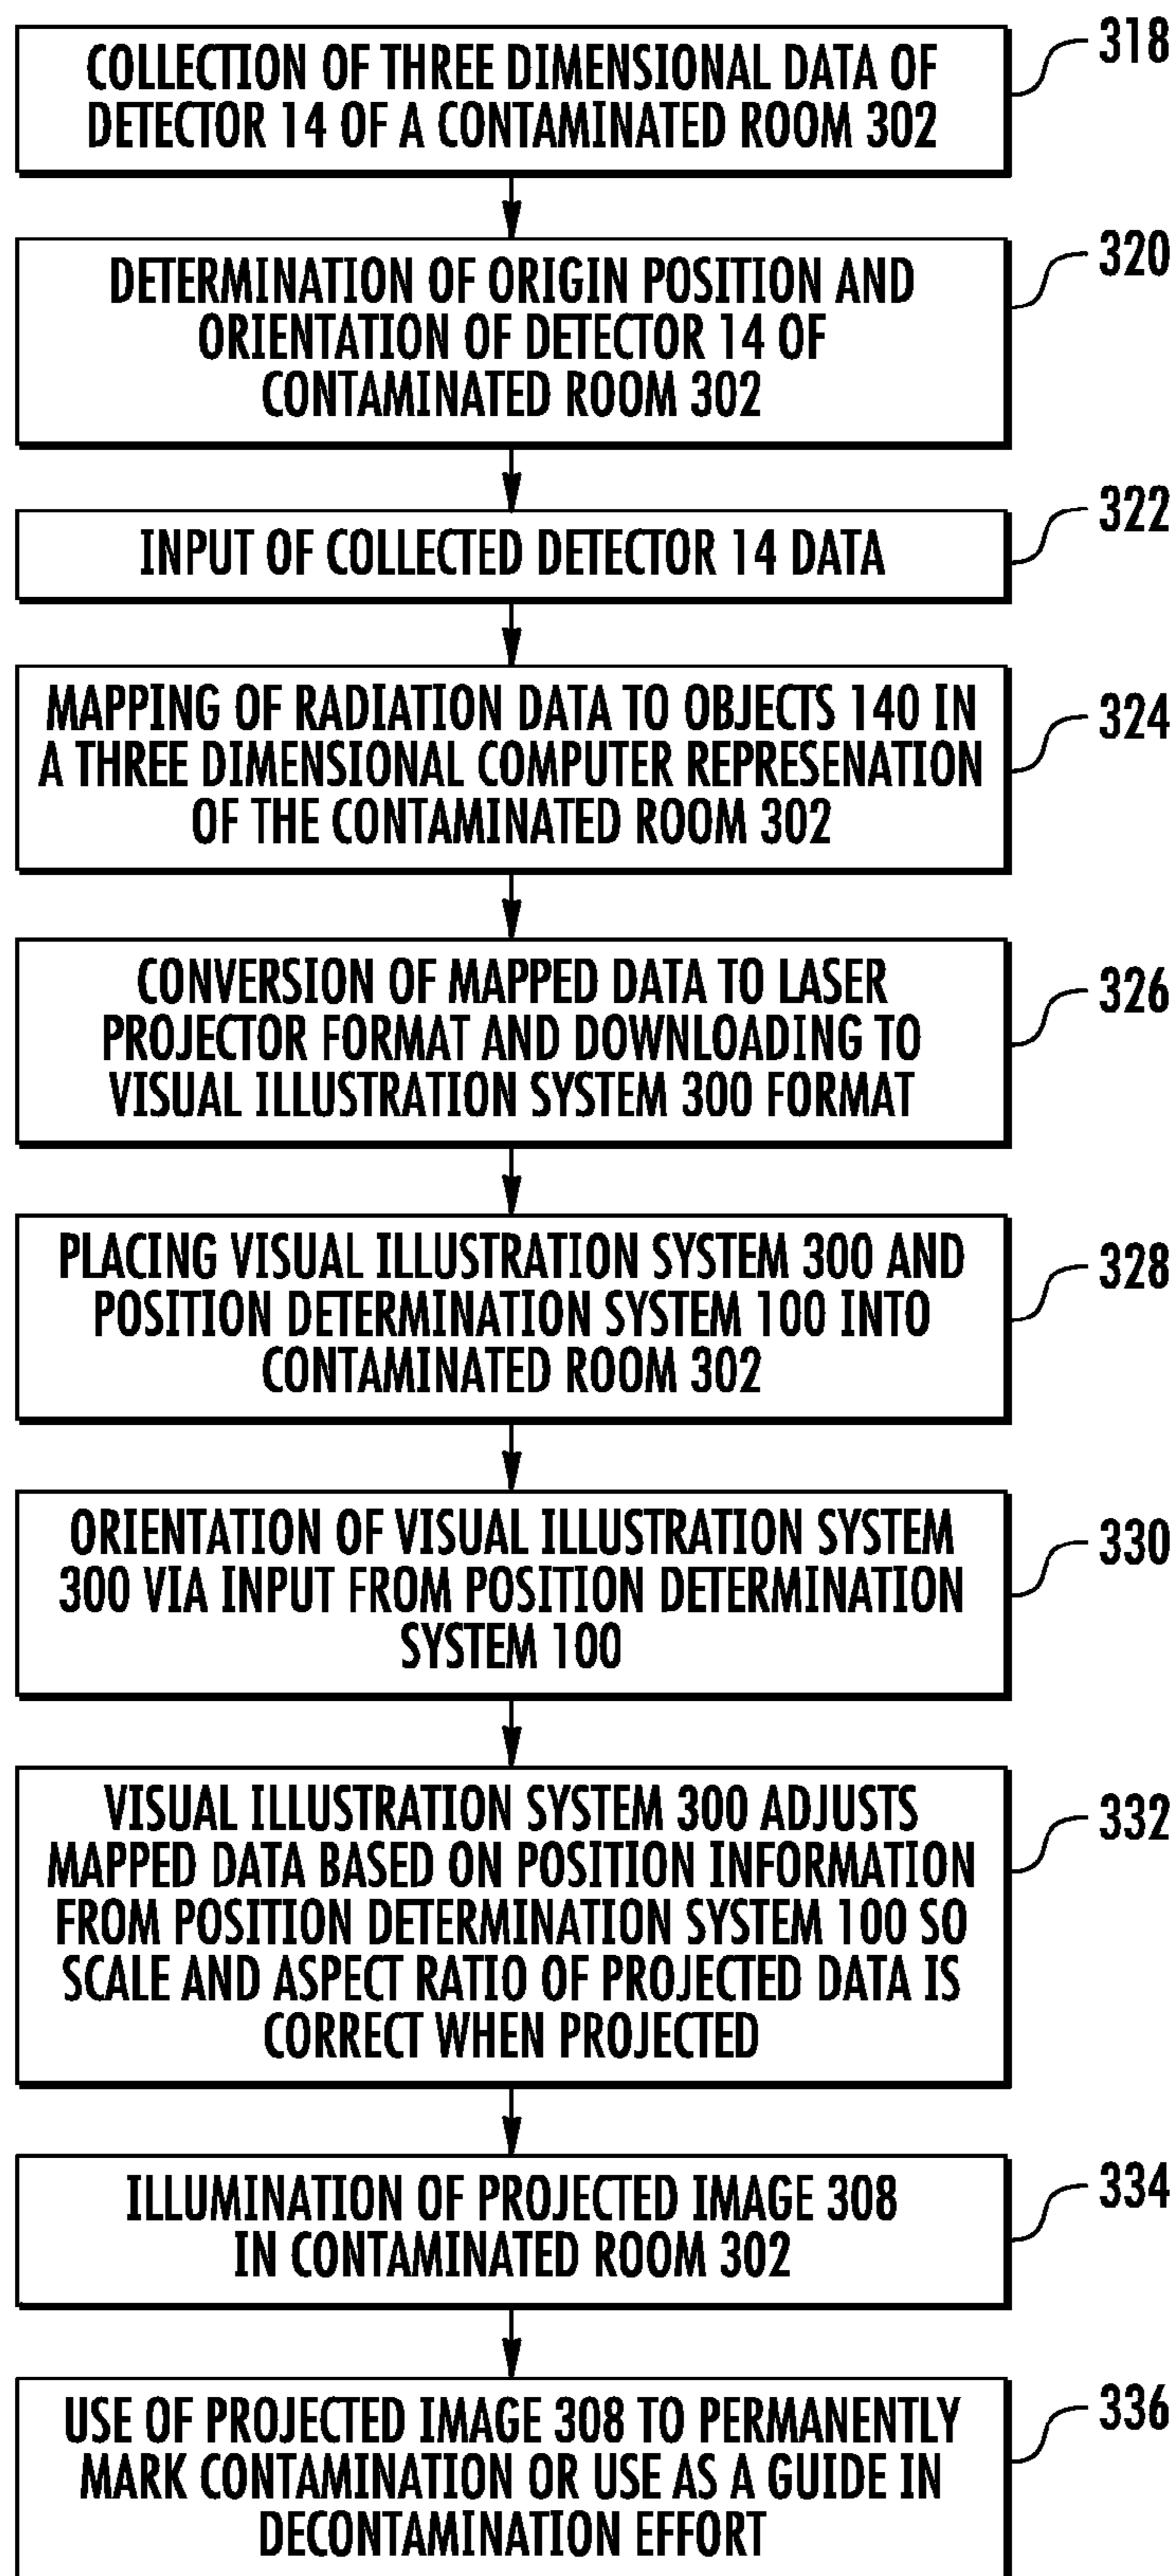 COLLECTION OF THREE DIMENSIONAL DATA OF
DETECTOR 14 OF A CONTAMINATED ROOM 302
318
DETERMINATION OF ORIGIN POSITION AND
ORIENTATION OF DETECTOR 14 OF
CONTAMINATED ROOM 302
320
INPUT OF COLLECTED DETECTOR 14 DATA
322
MAPPING OF RADIATION DATA TO OBJECTS 140 IN
A THREE DIMENSIONAL COMPUTER REPRESENATION
OF THE CONTAMINATED ROOM 302
324
CONVERSION OF MAPPED DATA TO LASER
PROJECTOR FORMAT AND DOWNLOADING TO
VISUAL ILLUSTRATION SYSTEM 300 FORMAT
326
PLACING VISUAL ILLUSTRATION SYSTEM 300 AND
POSITION DETERMINATION SYSTEM 100 INTO
CONTAMINATED ROOM 302
328
ORIENTATION OF VISUAL ILLUSTRATION SYSTEM
300 VIA INPUT FROM POSITION DETERMINATION
SYSTEM 100
330
VISUAL ILLUSTRATION SYSTEM 300 ADJUSTS
MAPPED DATA BASED ON POSITION INFORMATION
FROM POSITION DETERMINATION SYSTEM 100 SO
SCALE AND ASPECT RATIO OF PROJECTED DATA IS
CORRECT WHEN PROJECTED
332
ILLUMINATION OF PROJECTED IMAGE 308
IN CONTAMINATED ROOM 302
334
USE OF PROJECTED IMAGE 308 TO PERMANENTLY
MARK CONTAMINATION OR USE AS A GUIDE IN
DECONTAMINATION EFFORT
336